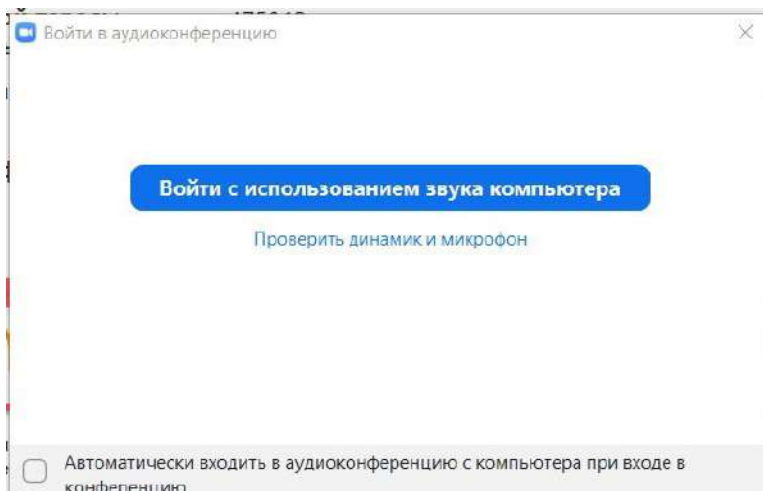 Войти в аудиоконференцию
Войти с использованием звука компьютера
Проверить динамик и микрофон
Автоматически входить в аудиоконференцию с компьютера при входе в
конференцию